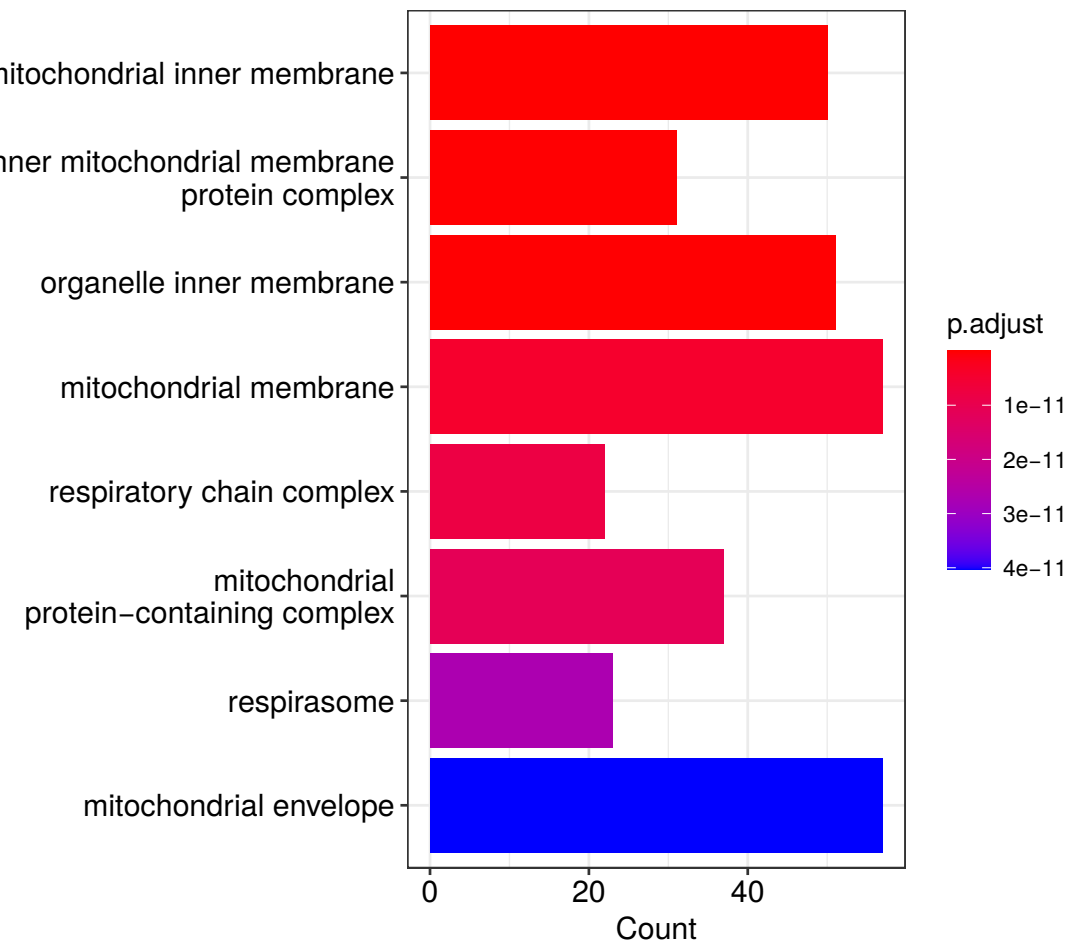 mitochondrial inner membrane
inner mitochondrial membrane
protein complex
organelle inner membrane
mitochondrial membrane
respiratory chain complex
mitochondrial
protein−containing complex
respirasome
mitochondrial envelope
0 20 40
Count
p.adjust
1e−11
2e−11
3e−11
4e−11